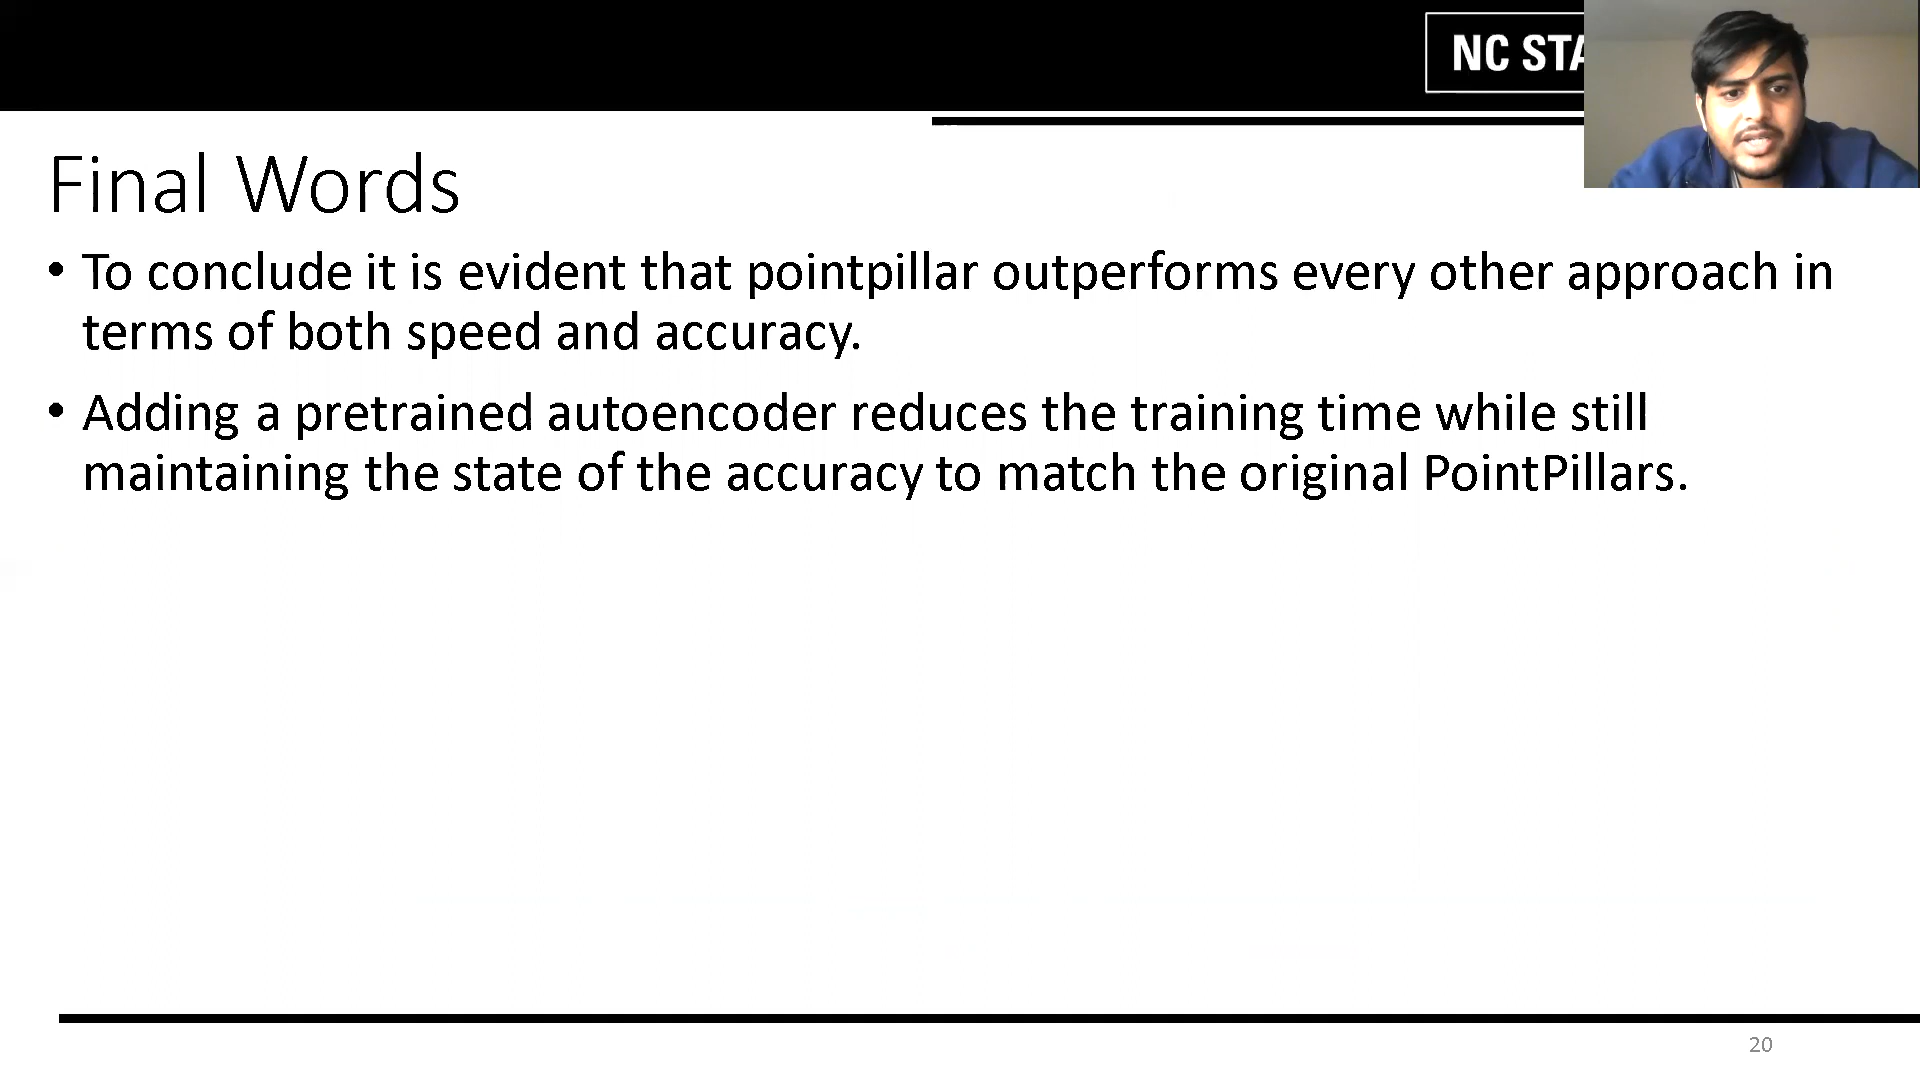 NC STA
Final Words
• To conclude it is evident that pointpillar outperforms every other approach in
terms of both speed and accuracy.
• Adding a pretrained autoencoder reduces the training time while still
maintaining the state of the accuracy to match the original PointPillars.
20